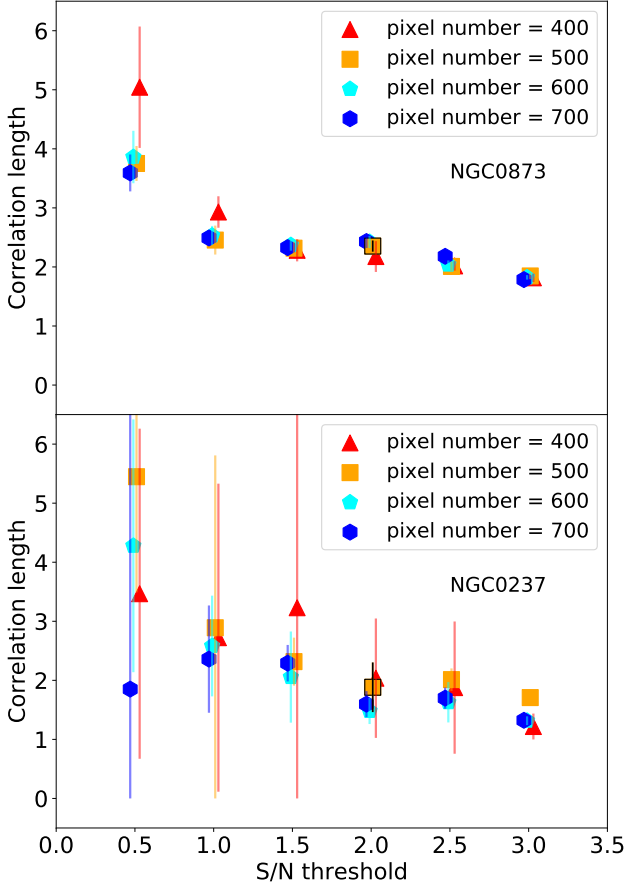 6
5
4
3
2
1
0
Correlation length
pixel number = 400
pixel number = 500
pixel number = 600
pixel number = 700
NGC0873
6
5
4
3
2
1
0
Correlation length
pixel number = 400
pixel number = 500
pixel number = 600
pixel number = 700
NGC0237
0.0 0.5 1.0 1.5 2.0 2.5 3.0 3.5
S/N threshold